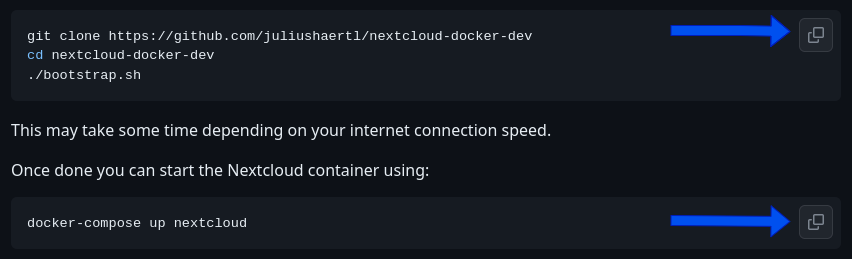 git clone https://github.com/juliushaertl/nextcloud-docker-dev
cd nextcloud-docker-dev
./bootstrap.sh
This may take some time depending on your internet connection speed.
Once done you can start the Nextcloud container using:
docker-compose up nextcloud